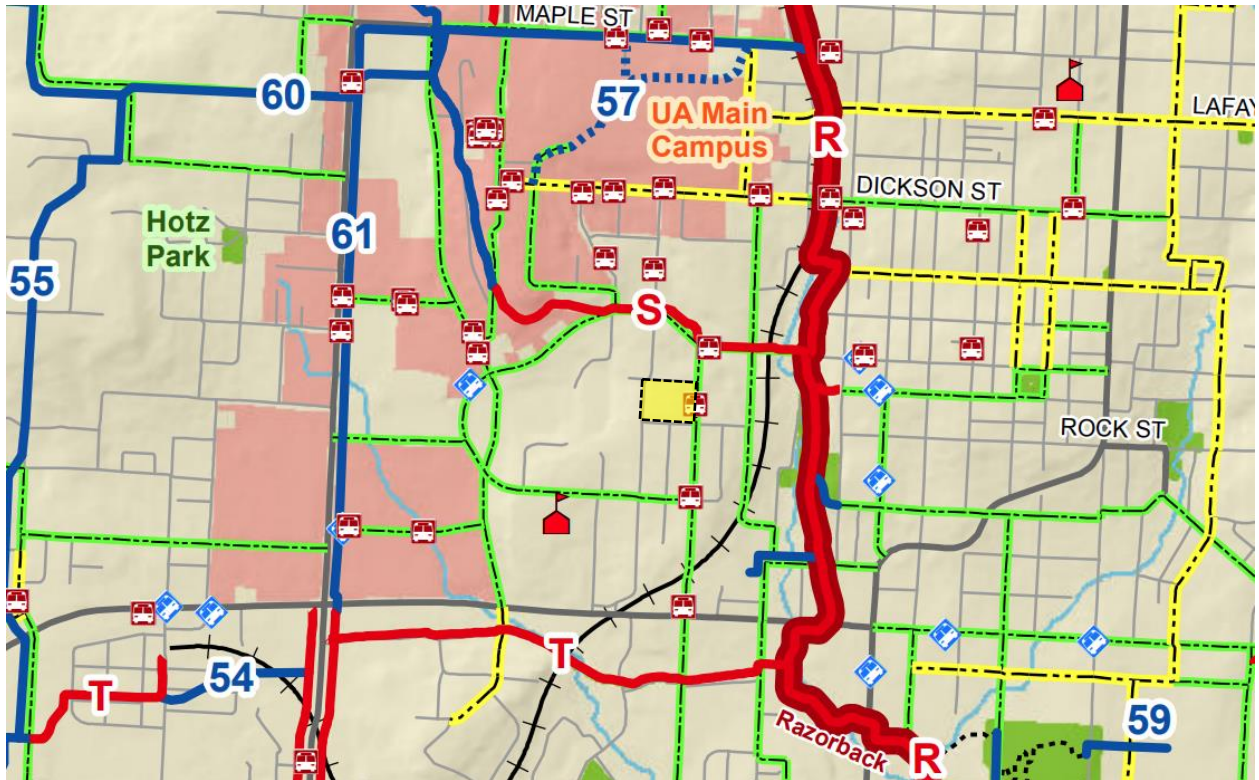 MAPLE ST
60
57
UA Main
Campus
LAFAY
R
DICKSON ST
Hotz
Park
61
55
S
ROCK ST
T
T
54
59
Razorback
R